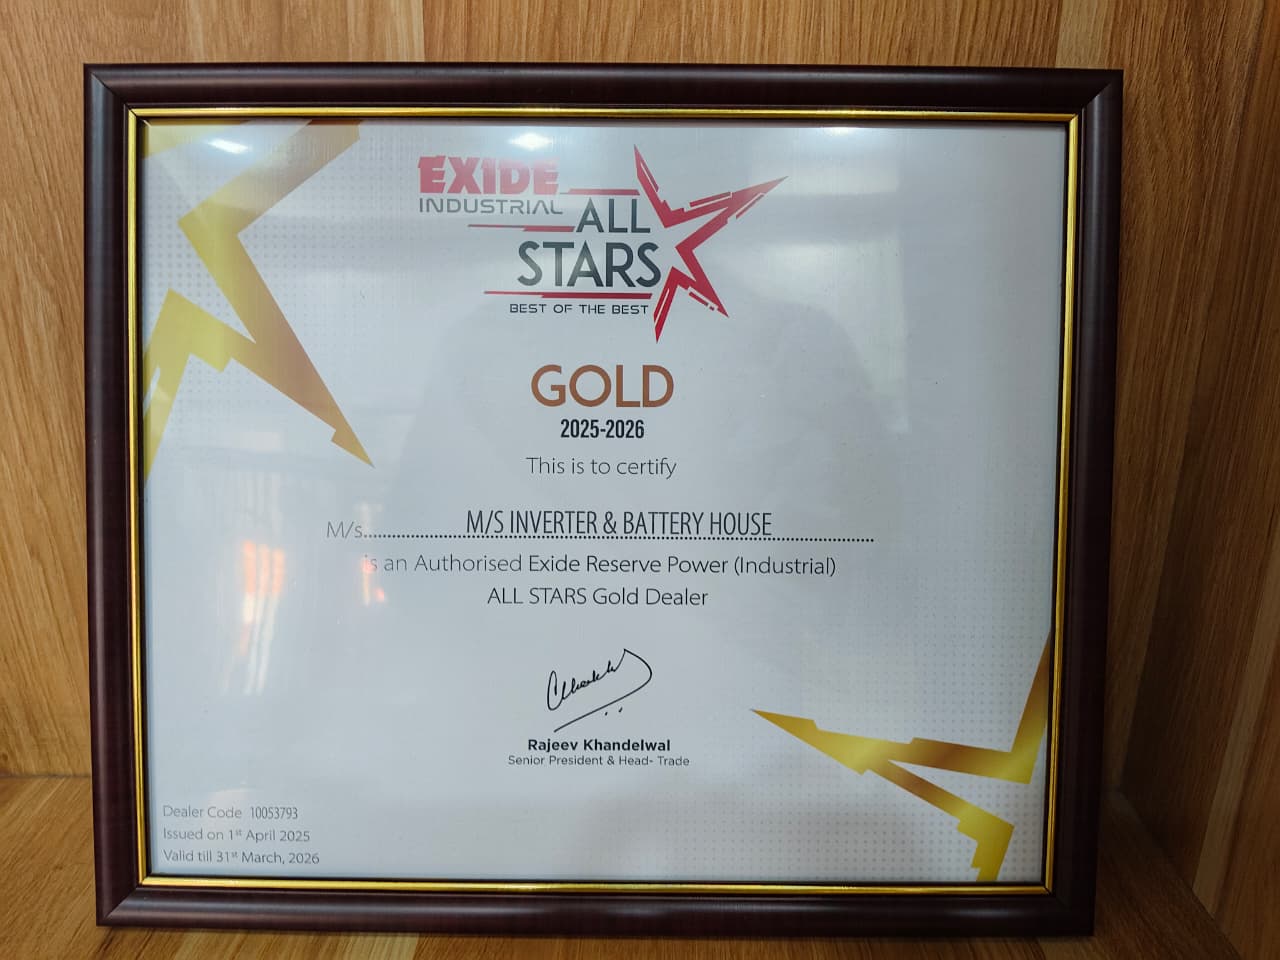 EXIDE
INDUSTRIAL
ALL
STARS
BEST OF THE BEST
GOLD
2025-2026
This is to certify
M/s.......... M/S INVERTER & BATTERY HOUSE ..........
is an Authorised Exide Reserve Power (Industrial)
ALL STARS Gold Dealer
Rajeev Khandelwal
Senior President & Head- Trade
Dealer Code 10053793
Issued on 1st April 2025
Valid till 31st March, 2026